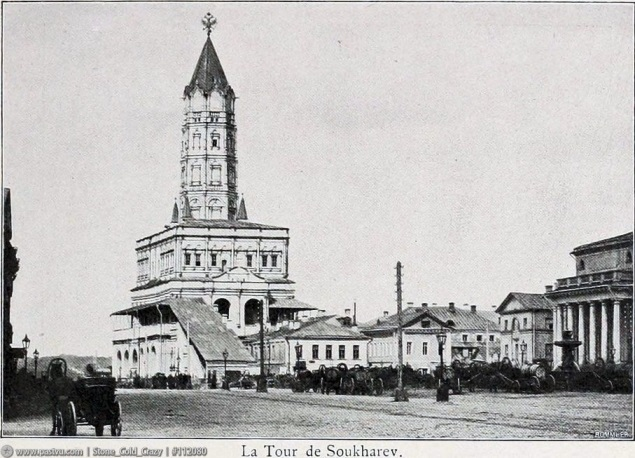 www.pastvu.com | Stone_Cold_Crazy | #112080
La Tour de Soukharev.